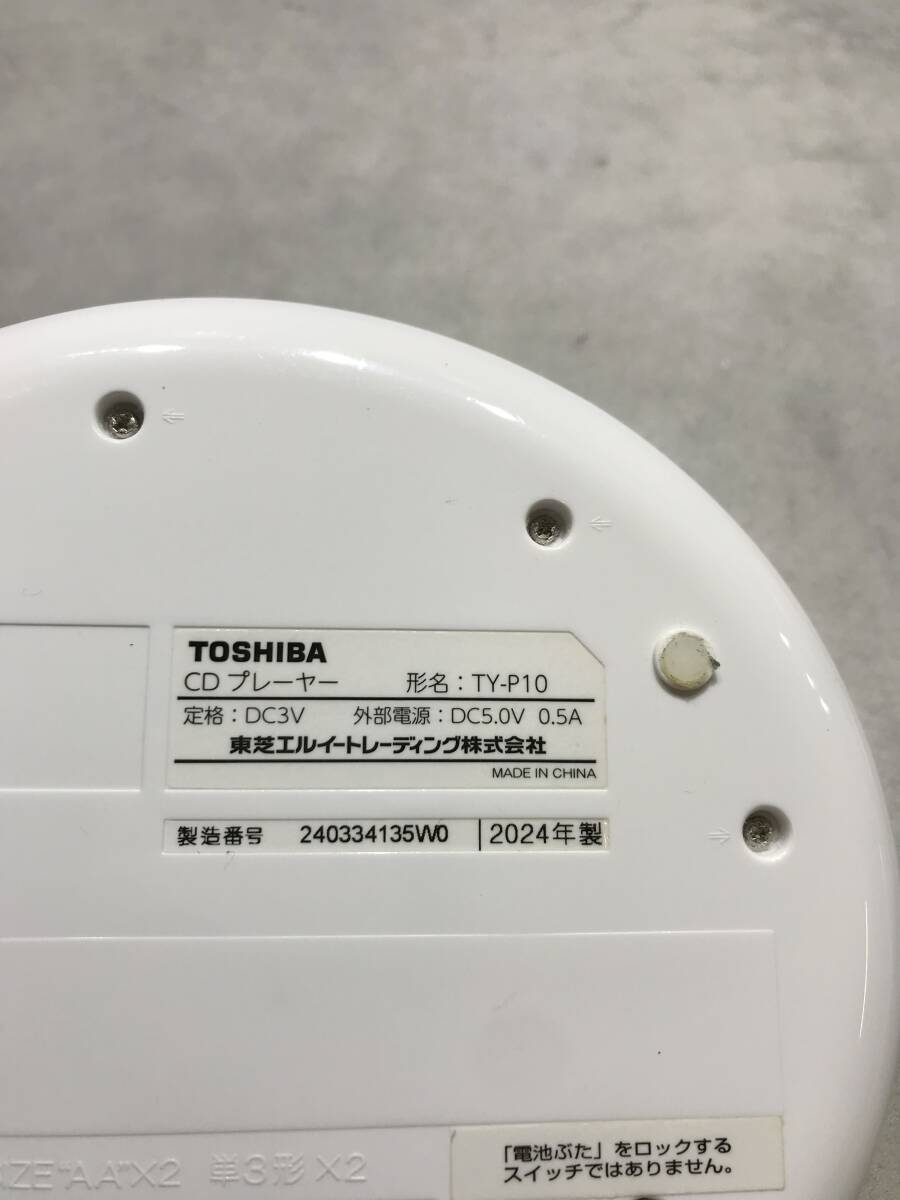 TOSHIBA
CD プレーヤー 形名：TY-P10
定格：DC3V 外部電源：DC5.0V 0.5A
東芝エルイートレーディング株式会社
MADE IN CHINA
製造番号 240334135W0 2024年製
"AA"X2 単3形 X2
「電池ぶた」をロックする
スイッチではありません。